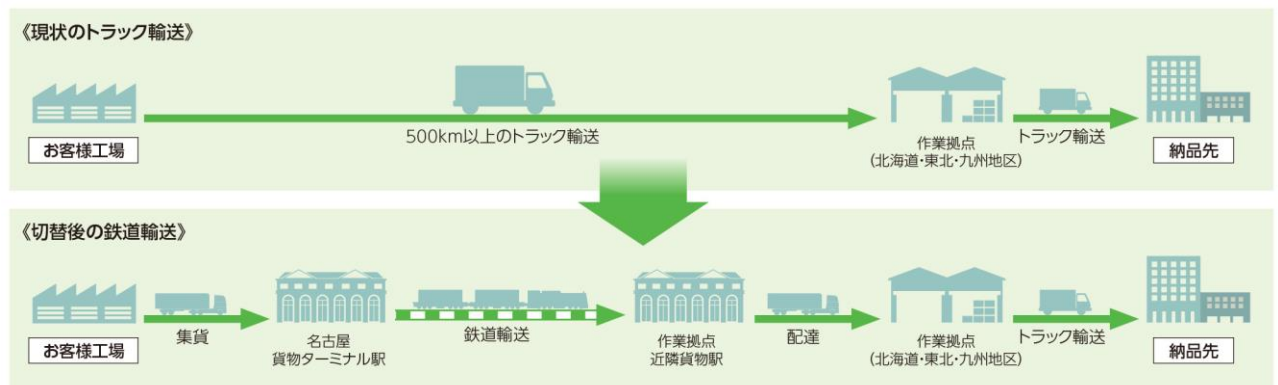 《現状のトラック輸送》
お客様工場
500km以上のトラック輸送
作業拠点
(北海道・東北・九州地区)
トラック輸送
納品先
《切替後の鉄道輸送》
お客様工場
集貨
名古屋
貨物ターミナル駅
鉄道輸送
作業拠点
近隣貨物駅
配達
作業拠点
(北海道・東北・九州地区)
トラック輸送
納品先